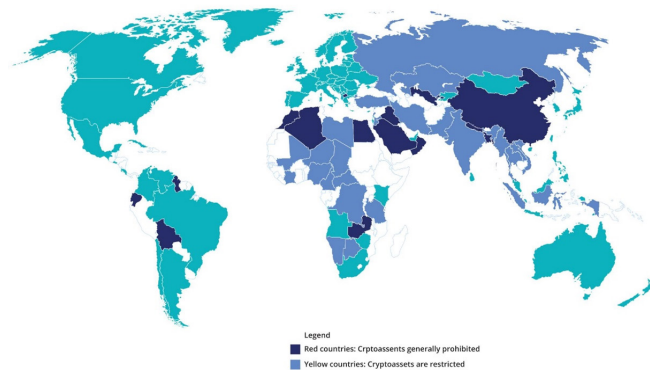 Legend
Red countries: Crptoassents generally prohibited
Yellow countries: Cryptoassets are restricted